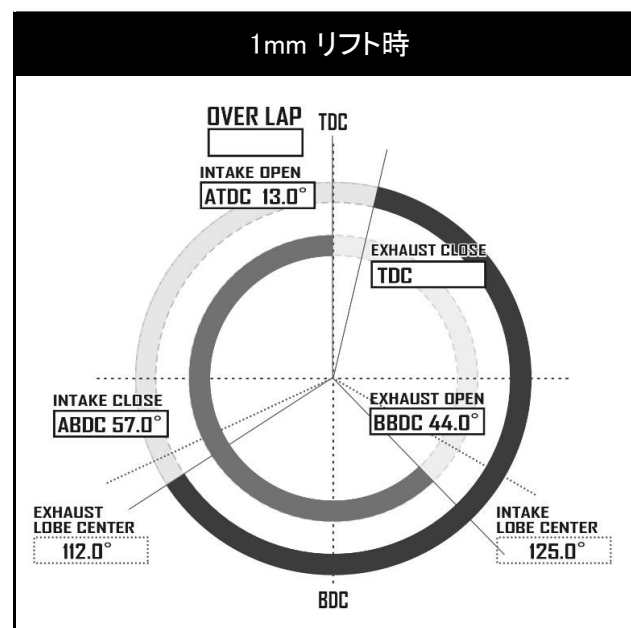 1mm リフト時
OVER LAP
TDC
INTAKE OPEN
ATDC 13.0°
EXHAUST CLOSE
TDC
INTAKE CLOSE
ABDC 57.0°
EXHAUST OPEN
BBDC 44.0°
EXHAUST
LOBE CENTER
112.0°
INTAKE
LOBE CENTER
125.0°
BDC